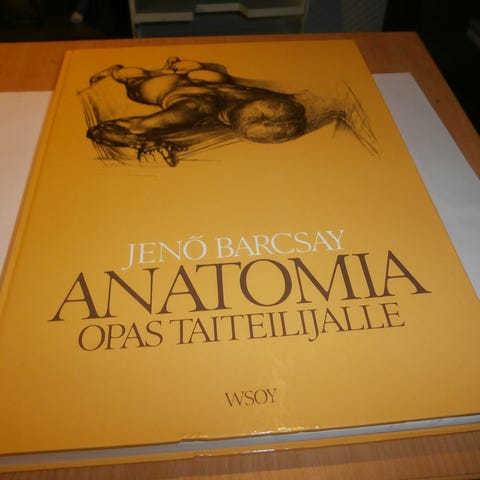 JENŐ BARCSAY
ANATOMIA
OPAS TAITEILIJALLE
WSOY